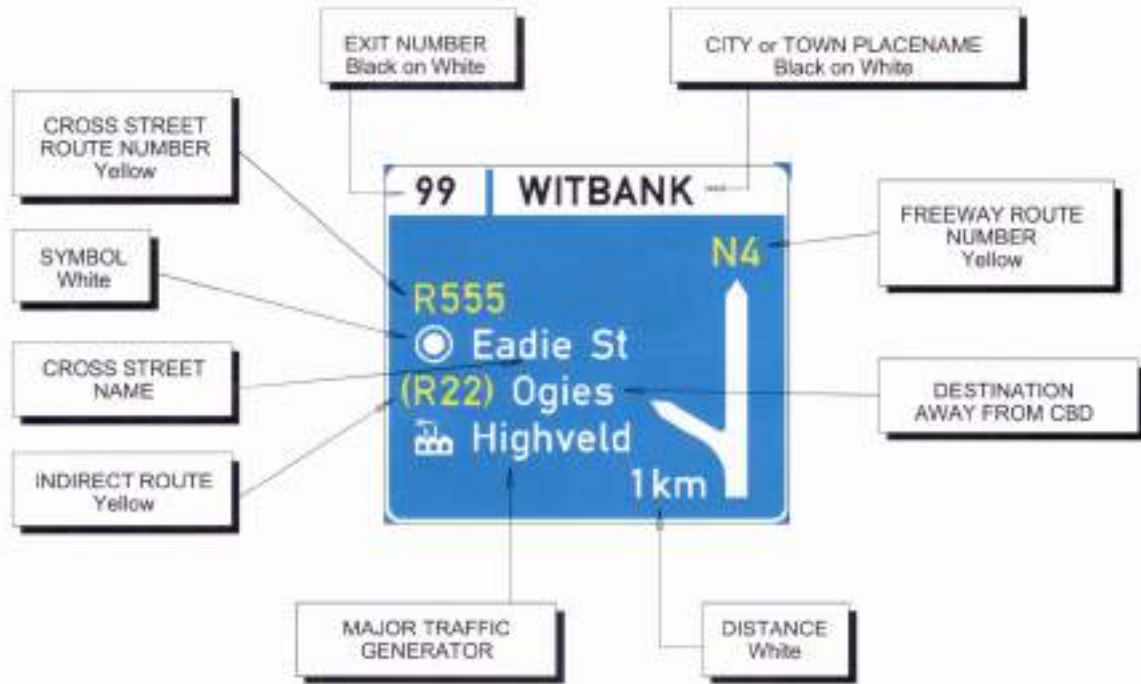 EXIT NUMBER
Black on White
CITY or TOWN PLACENAME
Black on White
CROSS STREET
ROUTE NUMBER
Yellow
99 WITBANK
FREEWAY ROUTE
NUMBER
Yellow
N4
SYMBOL
White
R555
Eadie St
CROSS STREET
NAME
(R22) Ogies
DESTINATION
AWAY FROM CBD
Highveld
INDIRECT ROUTE
Yellow
1km
MAJOR TRAFFIC
GENERATOR
DISTANCE
White